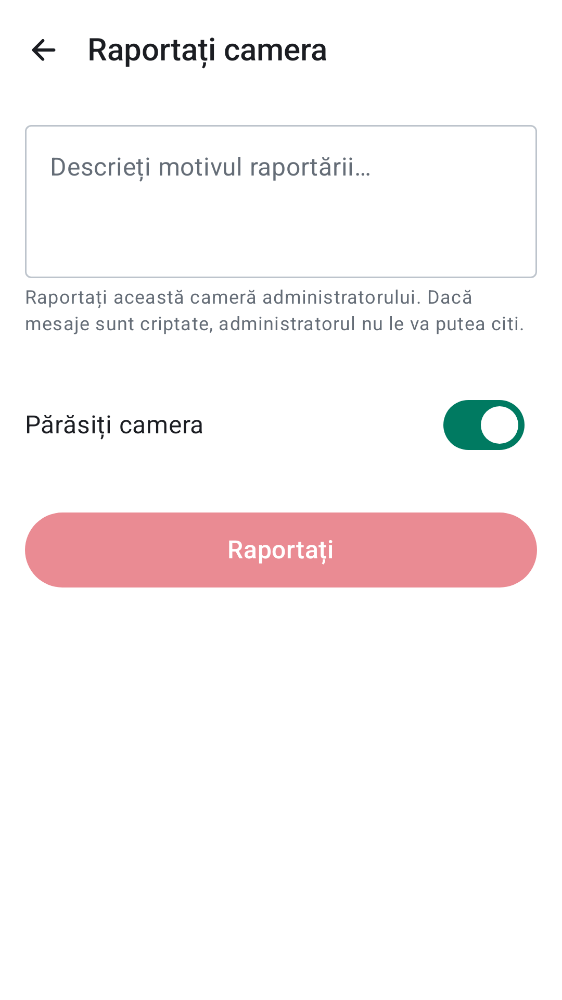 Raportați camera
Descrieți motivul raportării…
Raportați această cameră administratorului. Dacă
mesaje sunt criptate, administratorul nu le va putea citi.
Părăsiți camera
Raportați